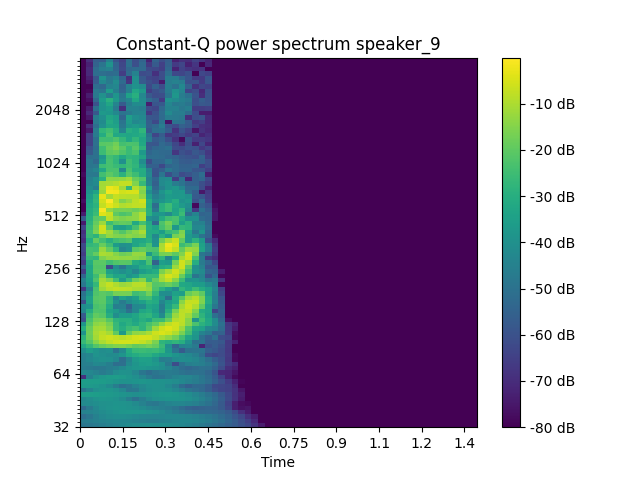 Constant-Q power spectrum speaker_9
Hz
2048
1024
512
256
128
64
32
0 0.15 0.3 0.45 0.6 0.75 0.9 1.1 1.2 1.4
Time
-10 dB
-20 dB
-30 dB
-40 dB
-50 dB
-60 dB
-70 dB
-80 dB